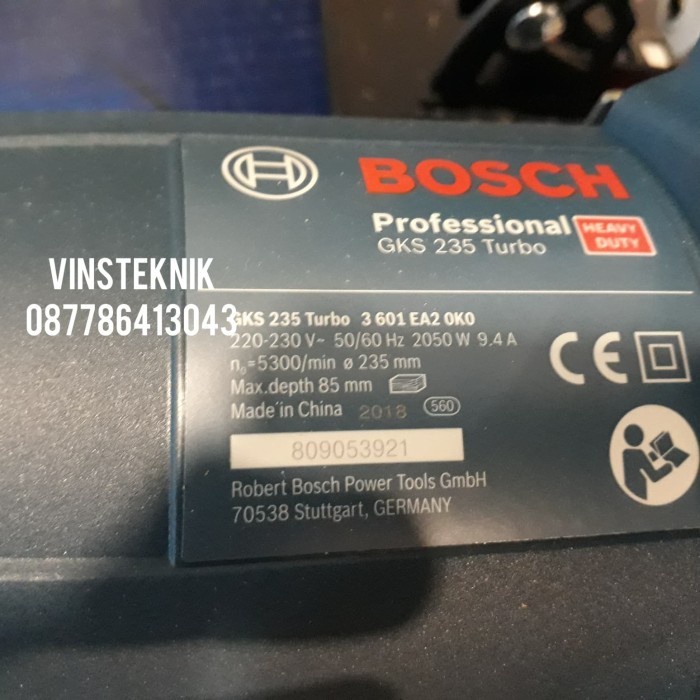 BOSCH
Professional HEAVY DUTY
GKS 235 Turbo
VINSTEKNIK
087786413043
GKS 235 Turbo 3 601 EA2 0K0
220-230 V~ 50/60 Hz 2050 W 9.4 A
n₀=5300/min ø 235 mm
Max.depth 85 mm
Made in China 2018 560
CE
809053921
Robert Bosch Power Tools GmbH
70538 Stuttgart, GERMANY